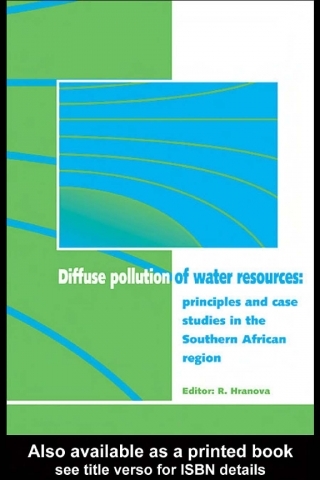 Diffuse pollution of water resources:
principles and case
studies in the
Southern African
region
Editor: R. Hranova
Also available as a printed book
see title verso for ISBN details